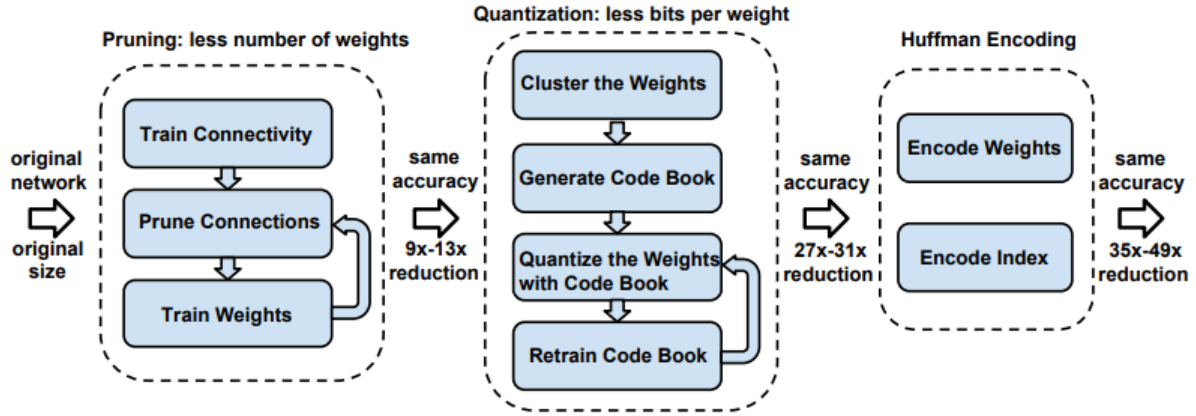 Pruning: less number of weights
Train Connectivity
Prune Connections
Train Weights
original
network
original
size
same
accuracy
9x-13x
reduction
Quantization: less bits per weight
Cluster the Weights
Generate Code Book
Quantize the Weights
with Code Book
Retrain Code Book
same
accuracy
27x-31x
reduction
Huffman Encoding
Encode Weights
Encode Index
same
accuracy
35x-49x
reduction